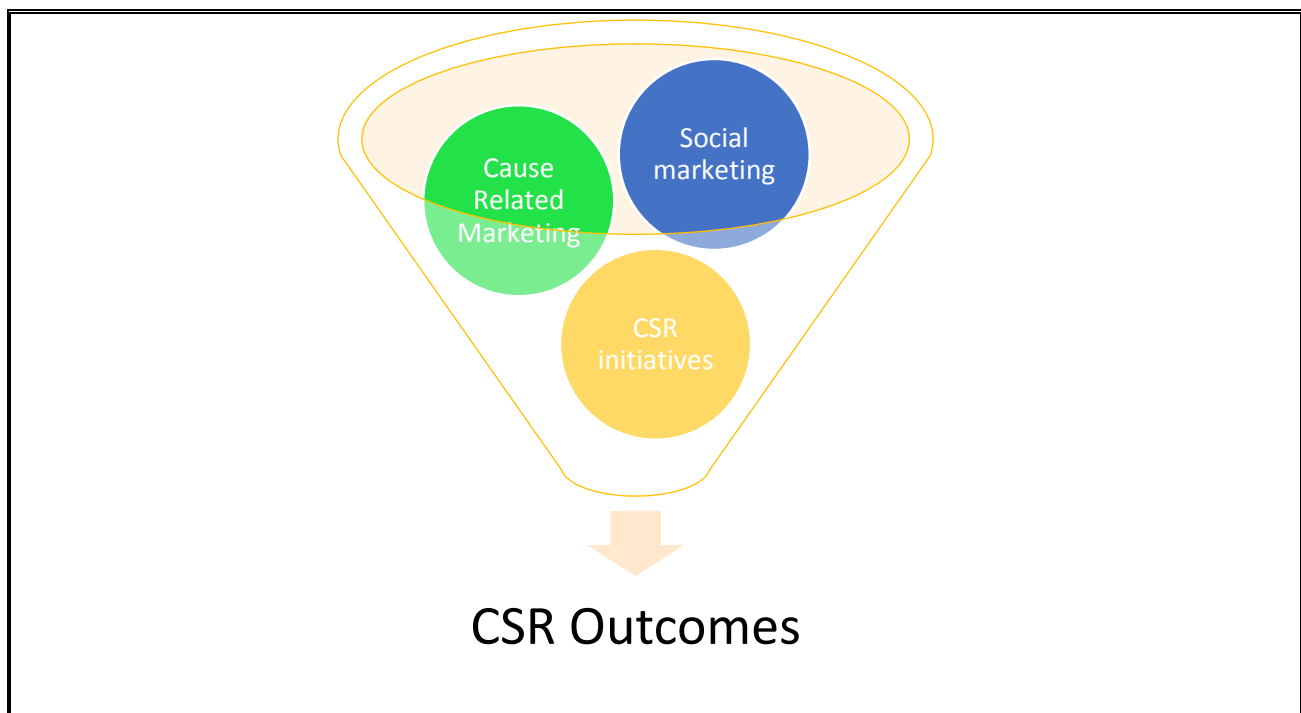 Social
marketing
Cause
Related
Marketing
CSR
initiatives
CSR Outcomes